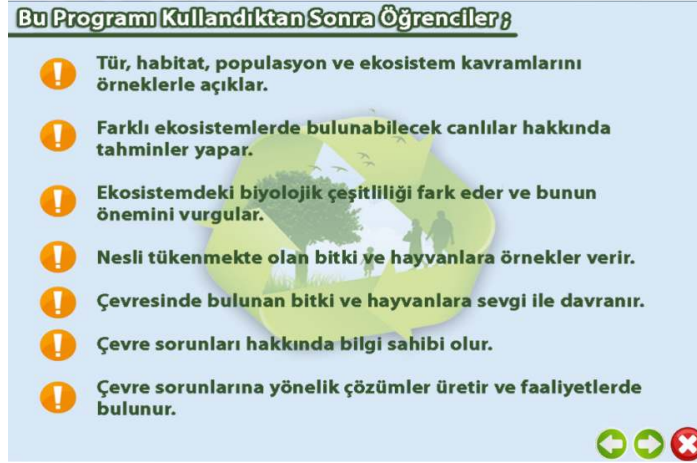 Bu Programı Kullandıktan Sonra Öğrenciler ;
Tür, habitat, populasyon ve ekosistem kavramlarını
örneklerle açıklar.
Farklı ekosistemlerde bulunabilecek canlılar hakkında
tahminler yapar.
Ekosistemdeki biyolojik çeşitliliği fark eder ve bunun
önemini vurgular.
Nesli tükenmekte olan bitki ve hayvanlara örnekler verir.
Çevresinde bulunan bitki ve hayvanlara sevgi ile davranır.
Çevre sorunları hakkında bilgi sahibi olur.
Çevre sorunlarına yönelik çözümler üretir ve faaliyetlerde
bulunur.